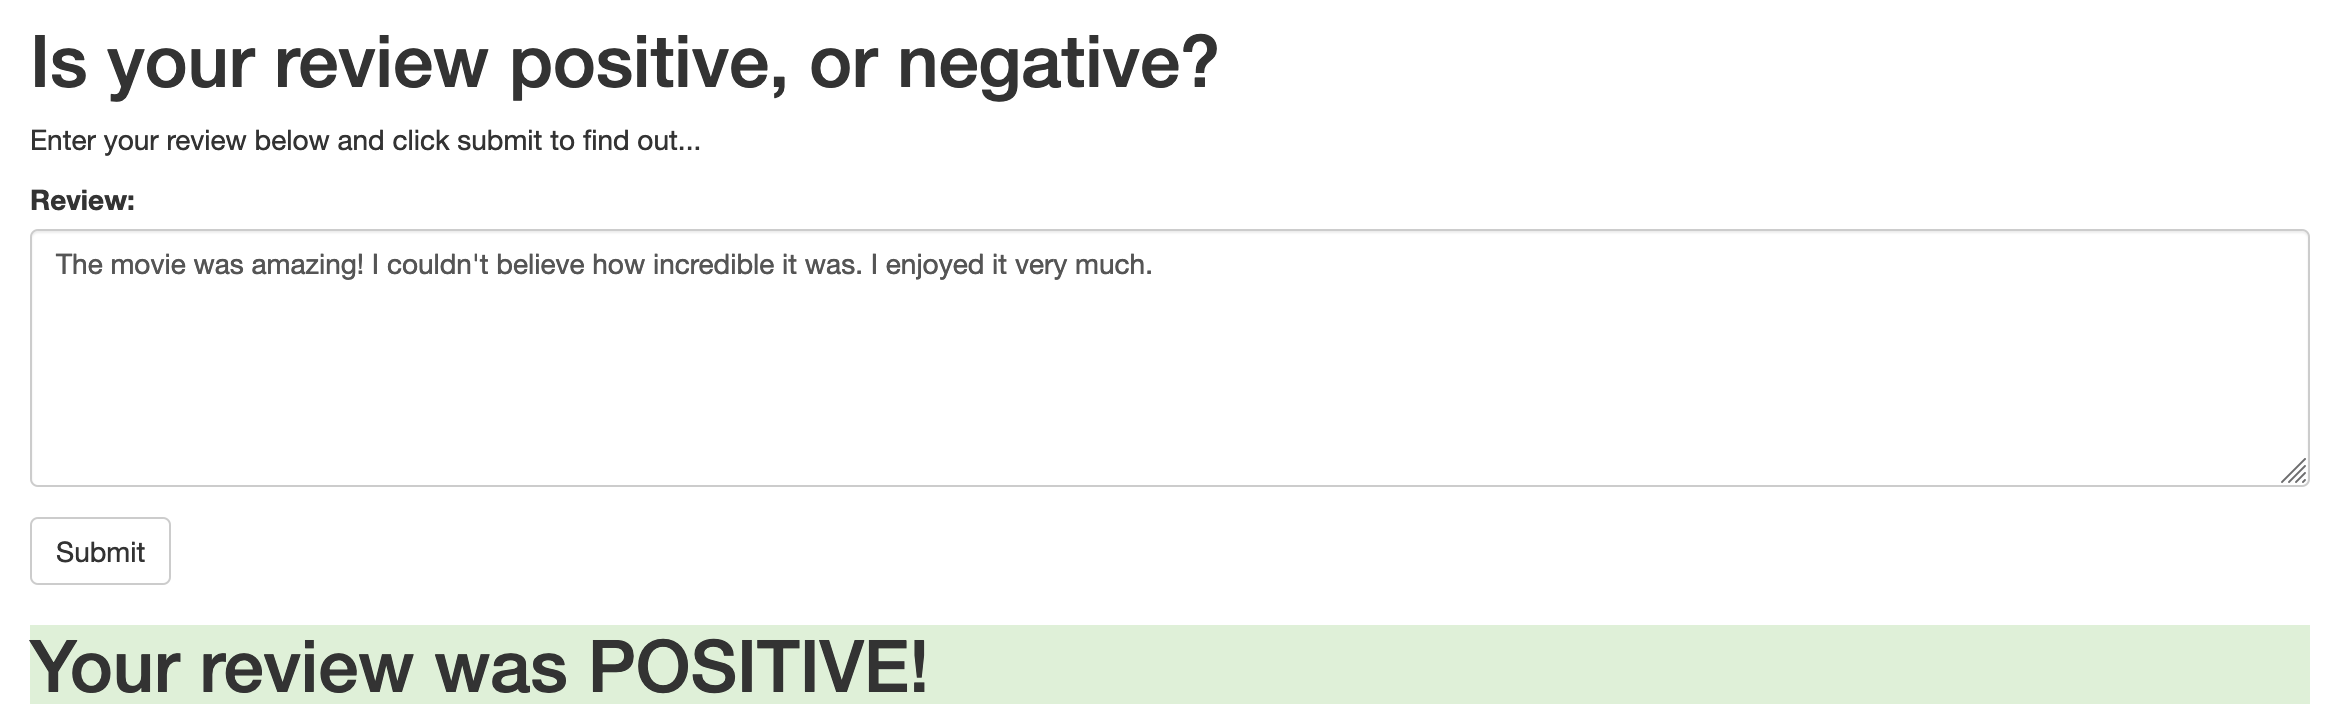 Is your review positive, or negative?
Enter your review below and click submit to find out...
Review:
The movie was amazing! I couldn't believe how incredible it was. I enjoyed it very much.
Submit
Your review was POSITIVE!